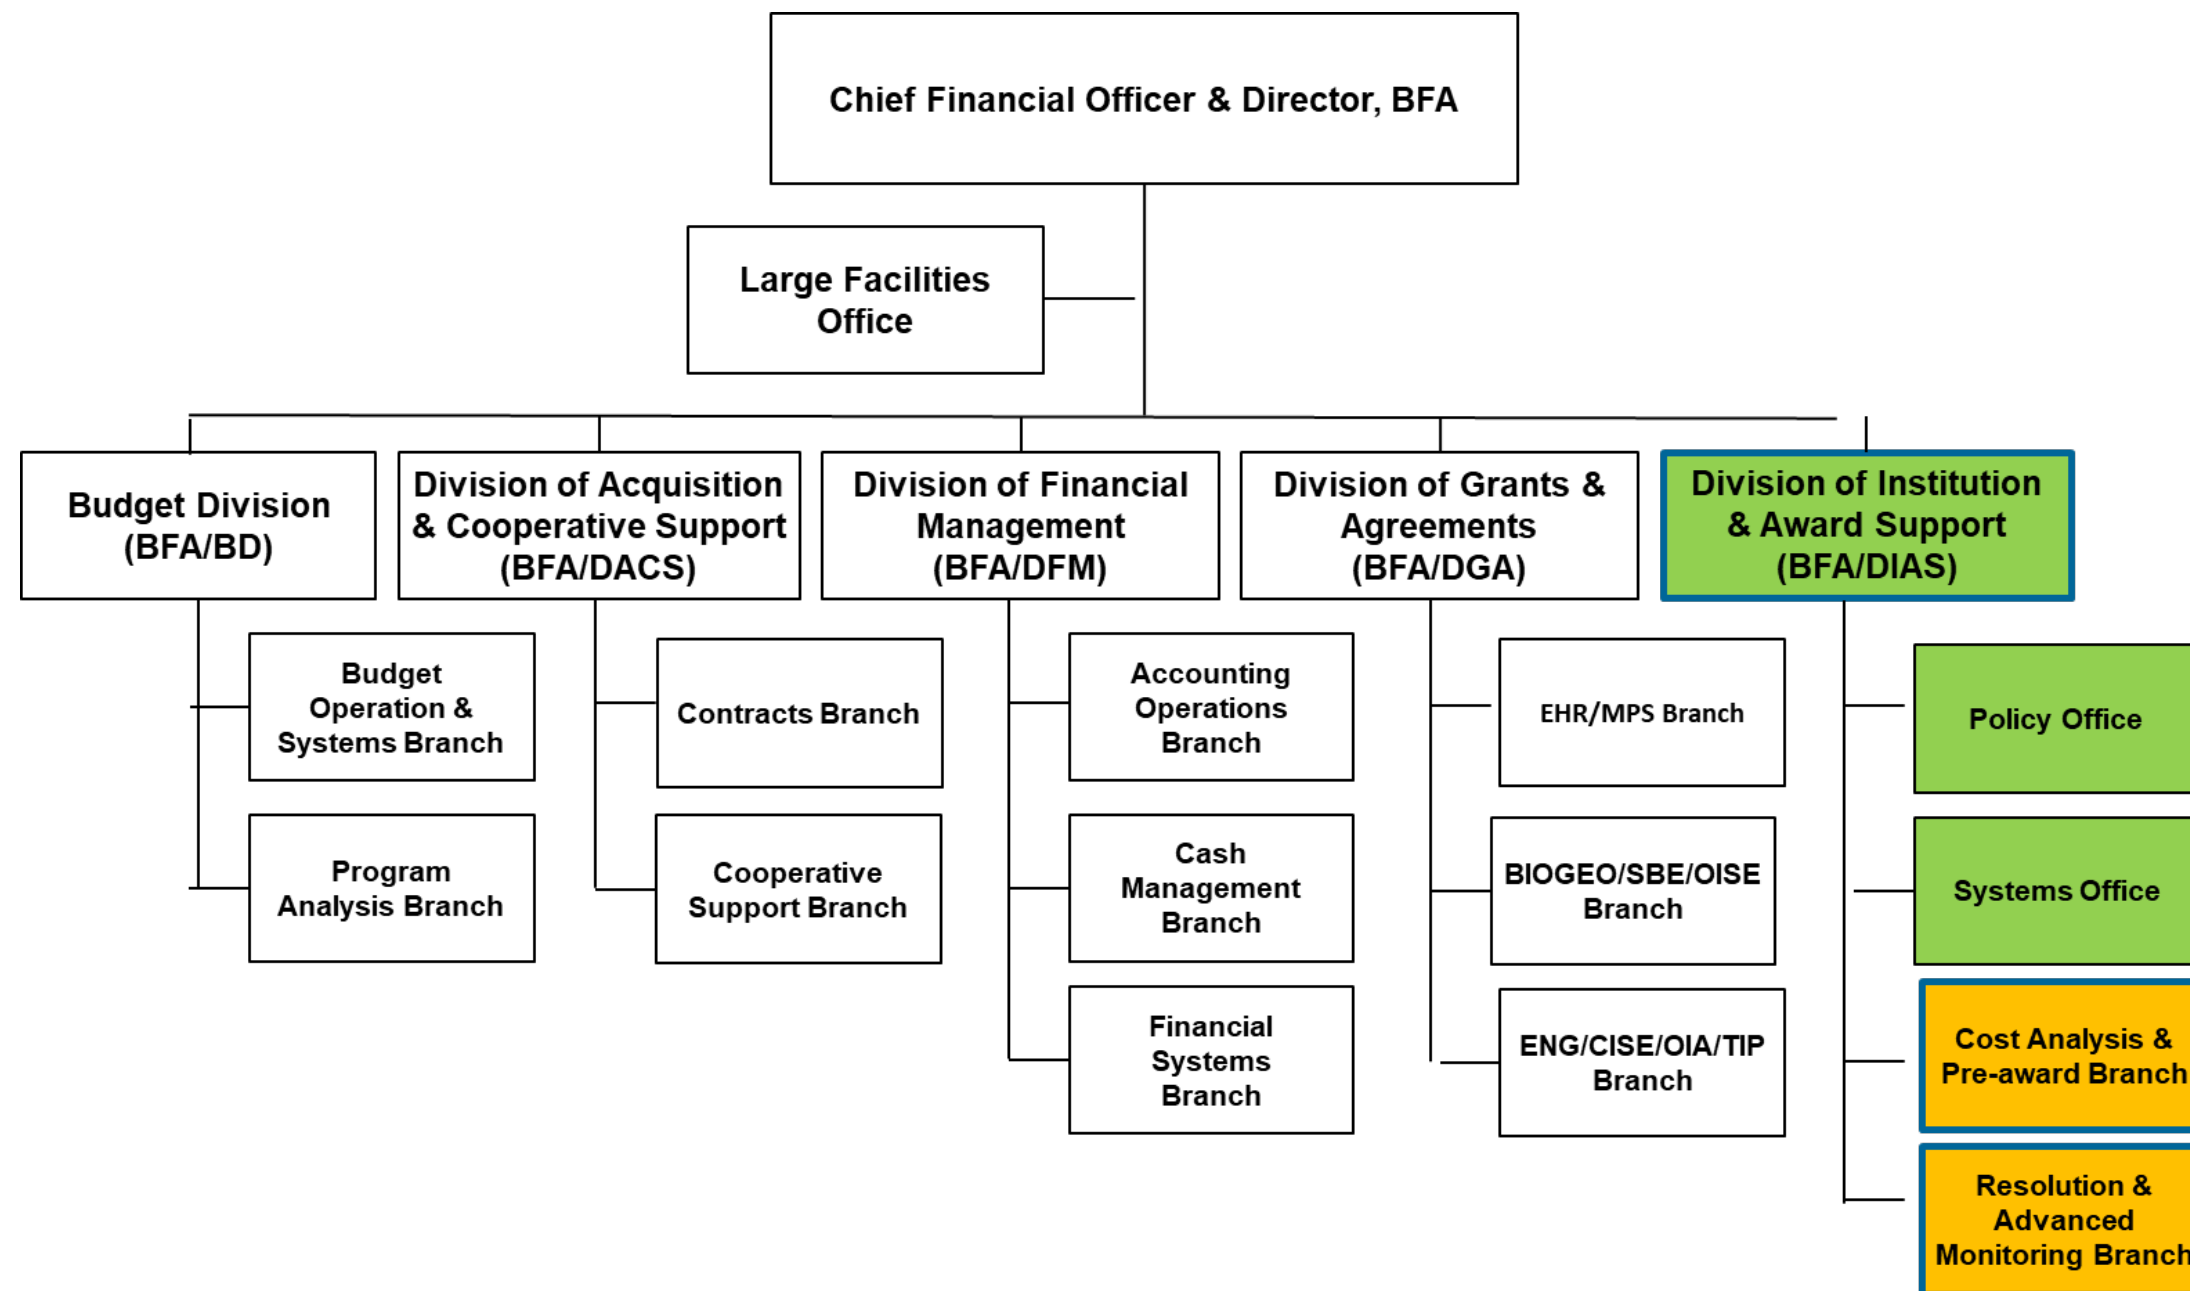 Chief Financial Officer & Director, BFA
Large Facilities
Office
Budget Division
(BFA/BD)
Division of Acquisition
& Cooperative Support
(BFA/DACS)
Division of Financial
Management
(BFA/DFM)
Division of Grants &
Agreements
(BFA/DGA)
Division of Institution
& Award Support
(BFA/DIAS)
Budget
Operation &
Systems Branch
Program
Analysis Branch
Contracts Branch
Cooperative
Support Branch
Accounting
Operations
Branch
Cash
Management
Branch
Financial
Systems
Branch
EHR/MPS Branch
BIOGEO/SBE/OISE
Branch
ENG/CISE/OIA/TIP
Branch
Policy Office
Systems Office
Cost Analysis &
Pre-award Branch
Resolution &
Advanced
Monitoring Branch